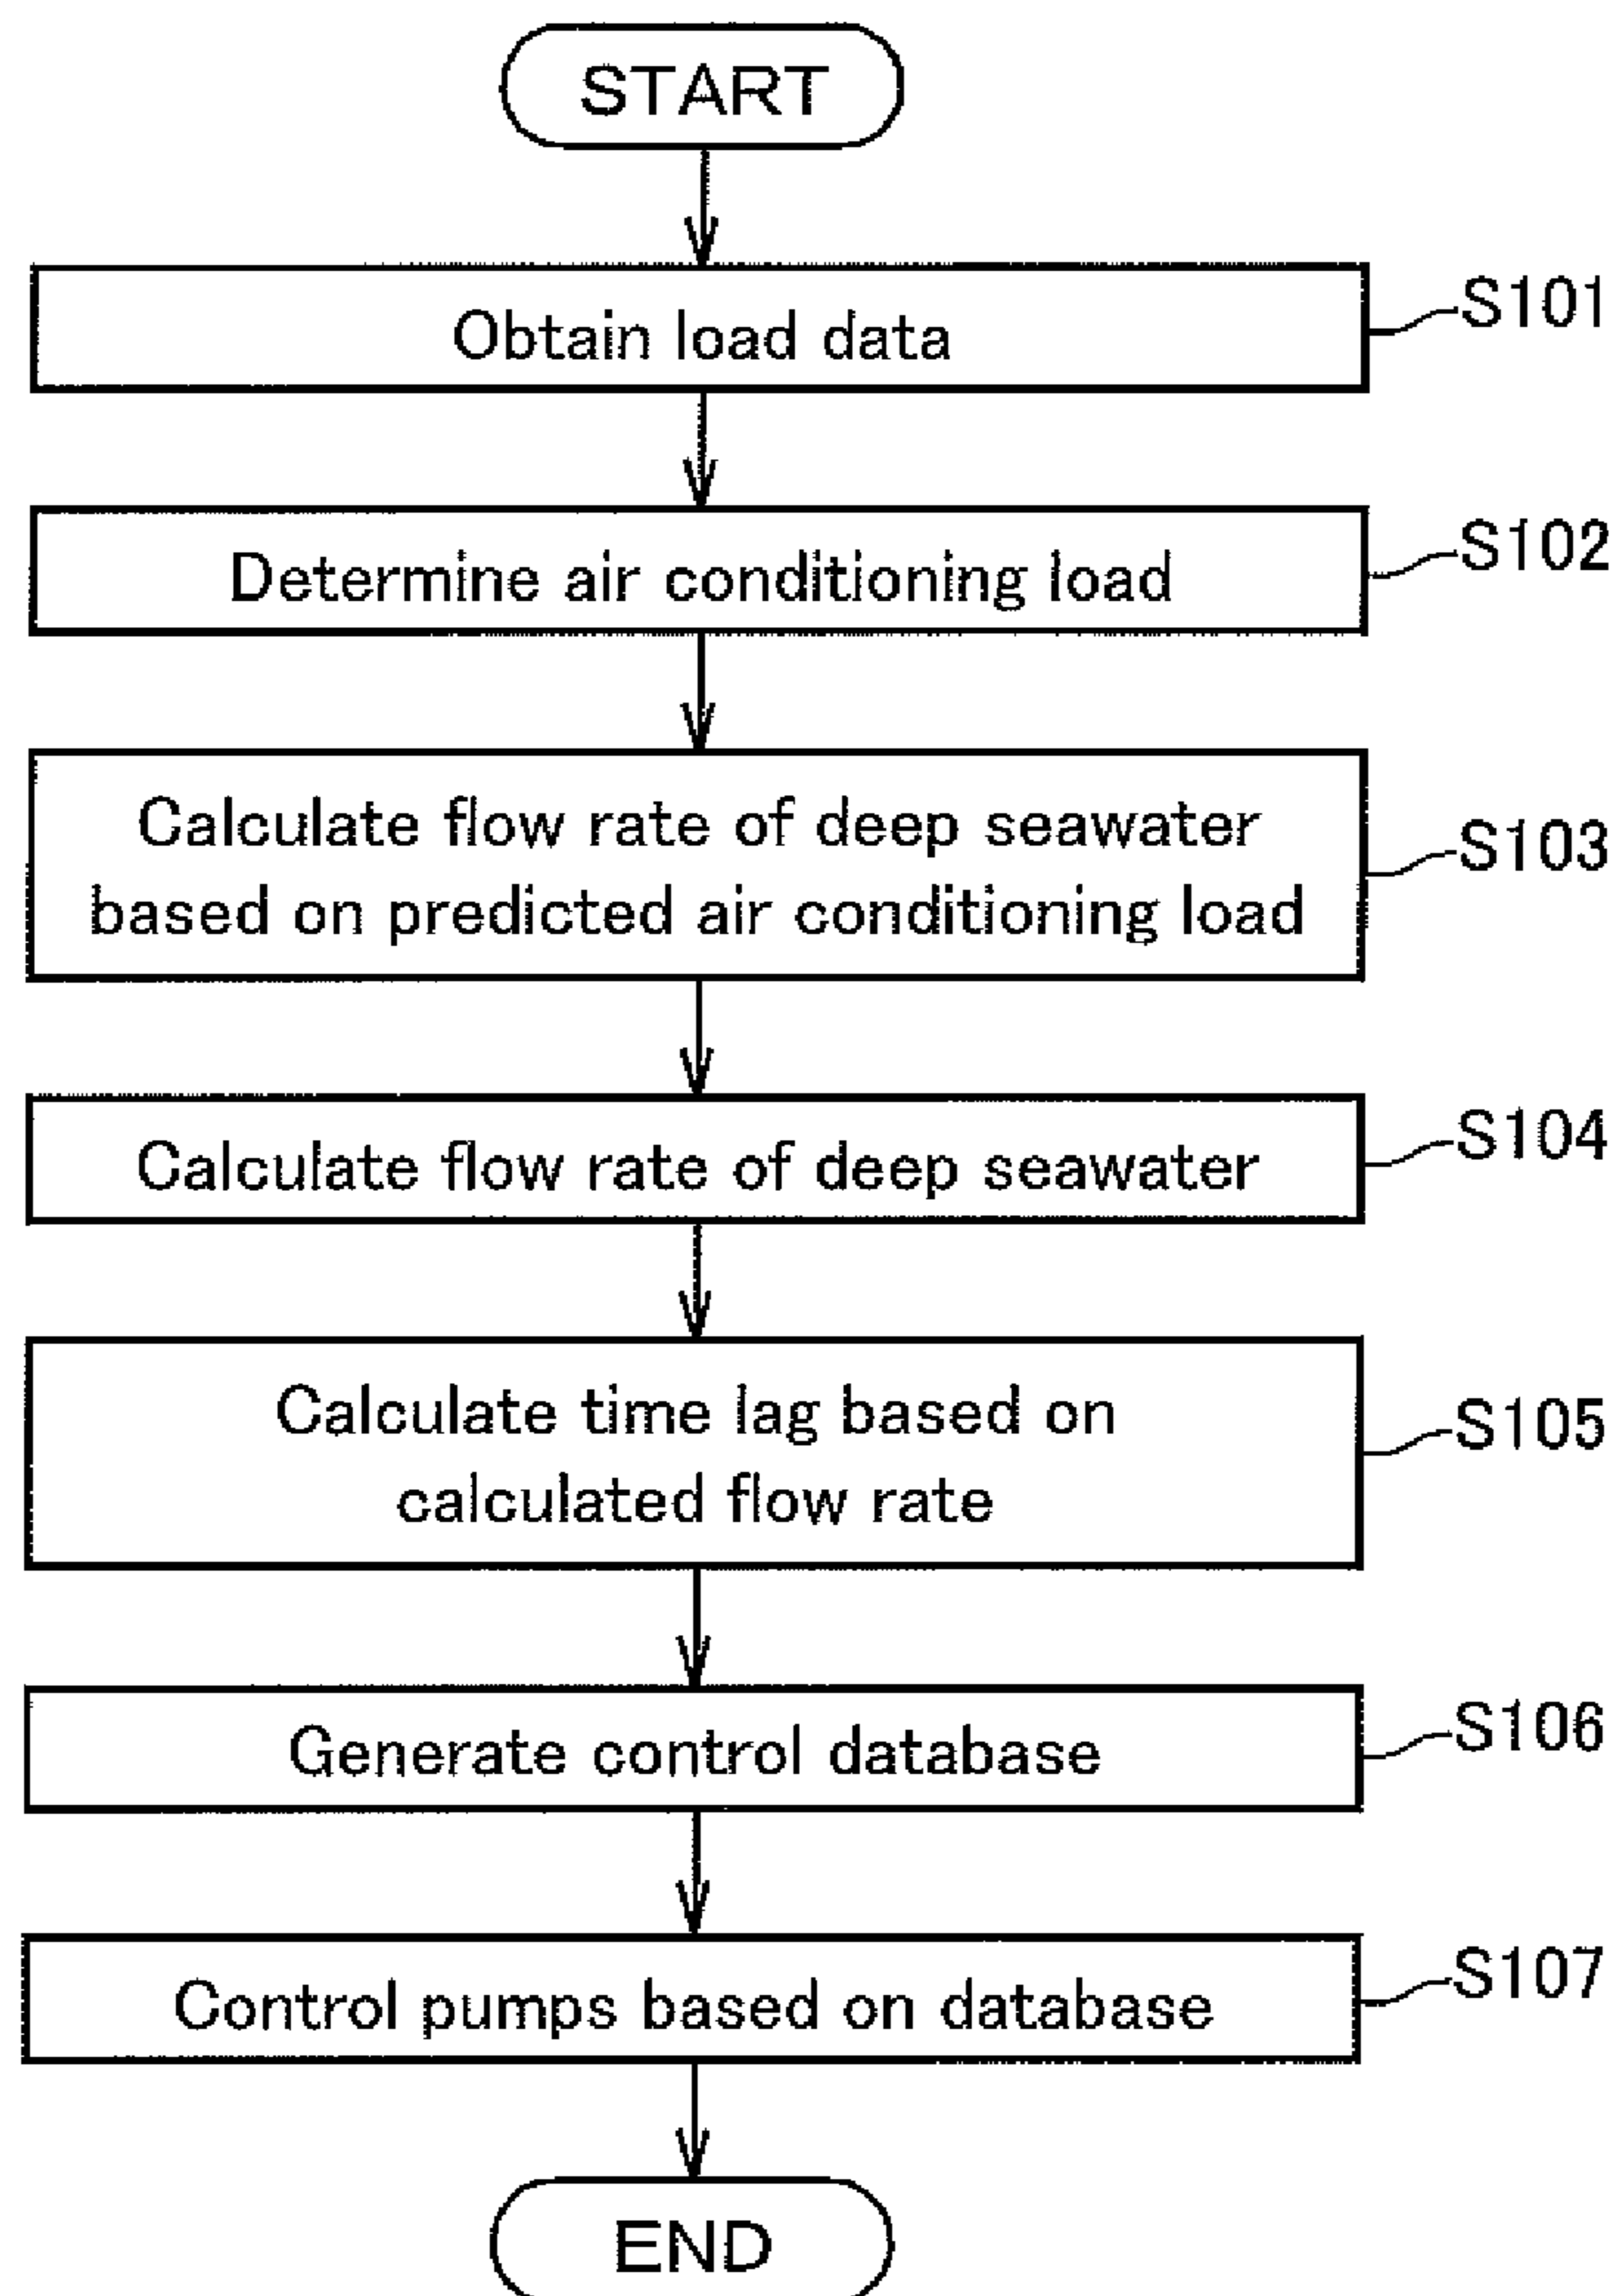 START
Obtain load data
S101
Determine air conditioning load
S102
Calculate flow rate of deep seawater
based on predicted air conditioning load
S103
Calculate flow rate of deep seawater
S104
Calculate time lag based on
calculated flow rate
S105
Generate control database
S106
Control pumps based on database
S107
END